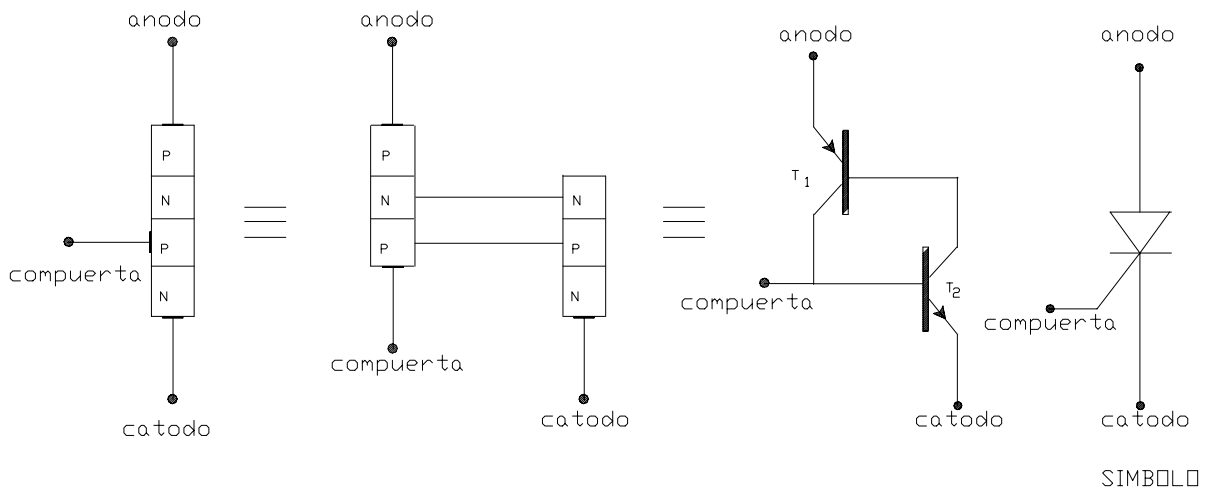 anodo
P
N
P
N
compuerta
catodo
anodo
P
N
P
N
P
N
compuerta
catodo
anodo
T1
T2
compuerta
catodo
anodo
compuerta
catodo
SIMBOLO